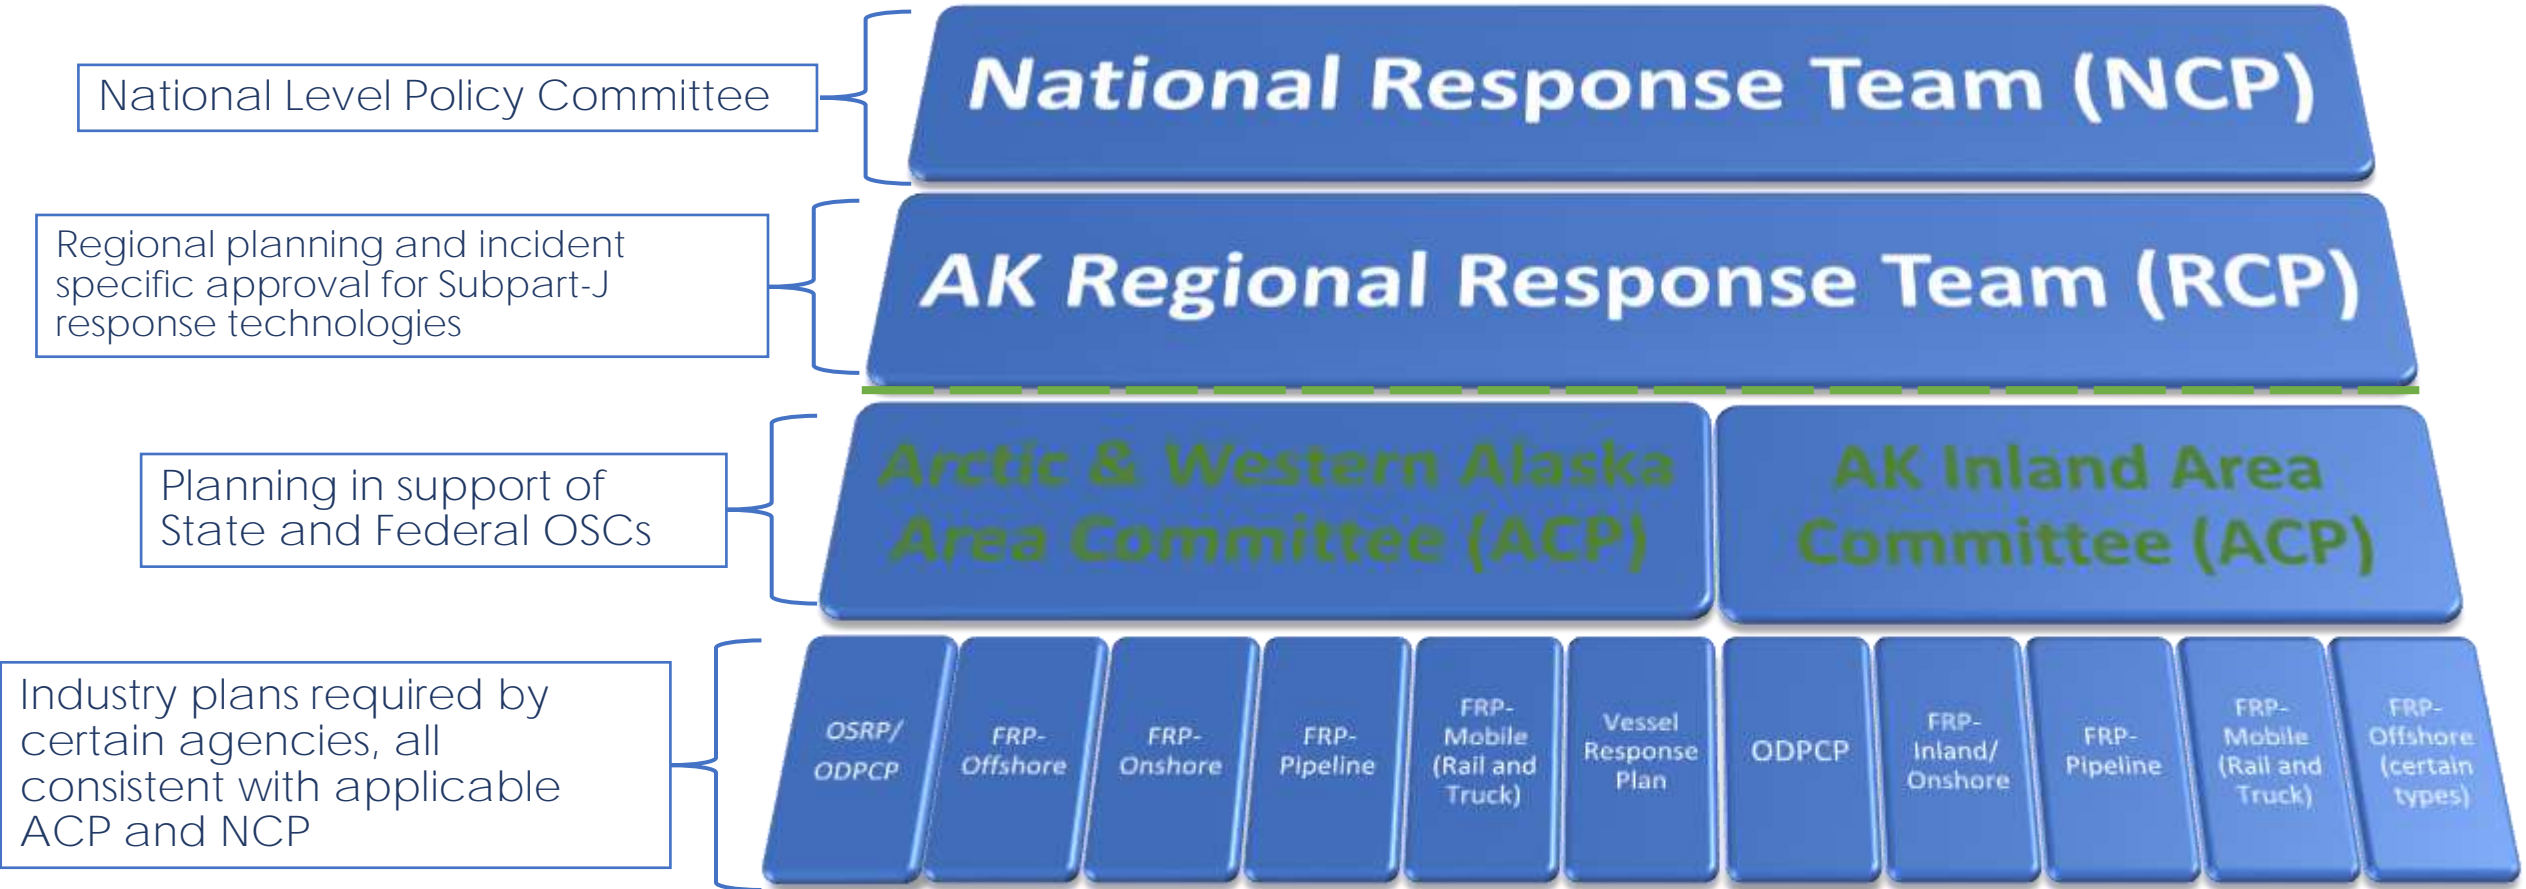 National Level Policy Committee
National Response Team (NCP)
Regional planning and incident
specific approval for Subpart-J
response technologies
AK Regional Response Team (RCP)
Planning in support of
State and Federal OSCs
Arctic & Western Alaska
Area Committee (ACP)
AK Inland Area
Committee (ACP)
Industry plans required by
certain agencies, all
consistent with applicable
ACP and NCP
OSRP/
ODPCP
FRP-
Offshore
FRP-
Onshore
FRP-
Pipeline
FRP-
Mobile
(Rail and
Truck)
Vessel
Response
Plan
ODPCP
FRP-
Inland/
Onshore
FRP-
Pipeline
FRP-
Mobile
(Rail and
Truck)
FRP-
Offshore
(certain
types)